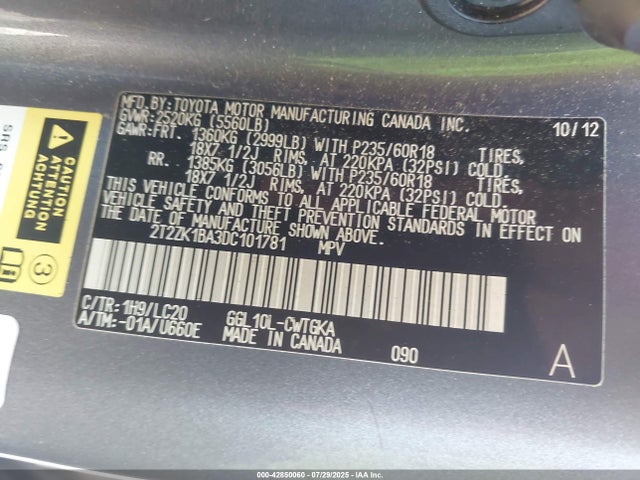 MFD. BY: TOYOTA MOTOR MANUFACTURING CANADA INC. 10/12
GVWR: 2520KG (5560LB)
GAWR: FRT. 1360KG (2999LB) WITH P235/60R18 TIRES,
18X7 1/2J RIMS, AT 220KPA (32PSI) COLD
RR. 1385KG (3056LB) WITH P235/60R18 TIRES,
18X7 1/2J RIMS, AT 220KPA (32PSI) COLD
THIS VEHICLE CONFORMS TO ALL APPLICABLE FEDERAL MOTOR
VEHICLE SAFETY AND THEFT PREVENTION STANDARDS IN EFFECT ON
THE DATE OF MANUFACTURE SHOWN ABOVE.
2T2ZK1BA3DC101781 MPV
C/TR: 1H9/LC20 GGL10L-CWTGKA
A/TM: -01A/U660E MADE IN CANADA 090 A
SRS
CAUTION
ATTENTION
ACHTUNG
3
000-42850060 - 07/29/2025 - IAA Inc.